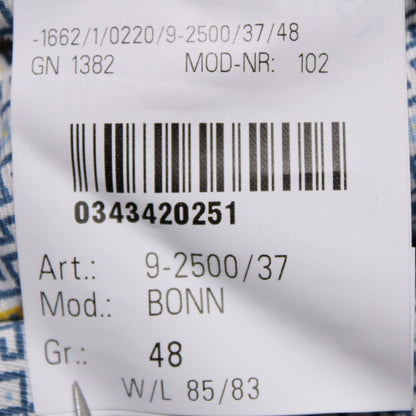 -1662/1/0220/9-2500/37/48
GN 1382 MOD-NR: 102
0343420251
Art.: 9-2500/37
Mod.: BONN
Gr.: 48
W/L 85/83